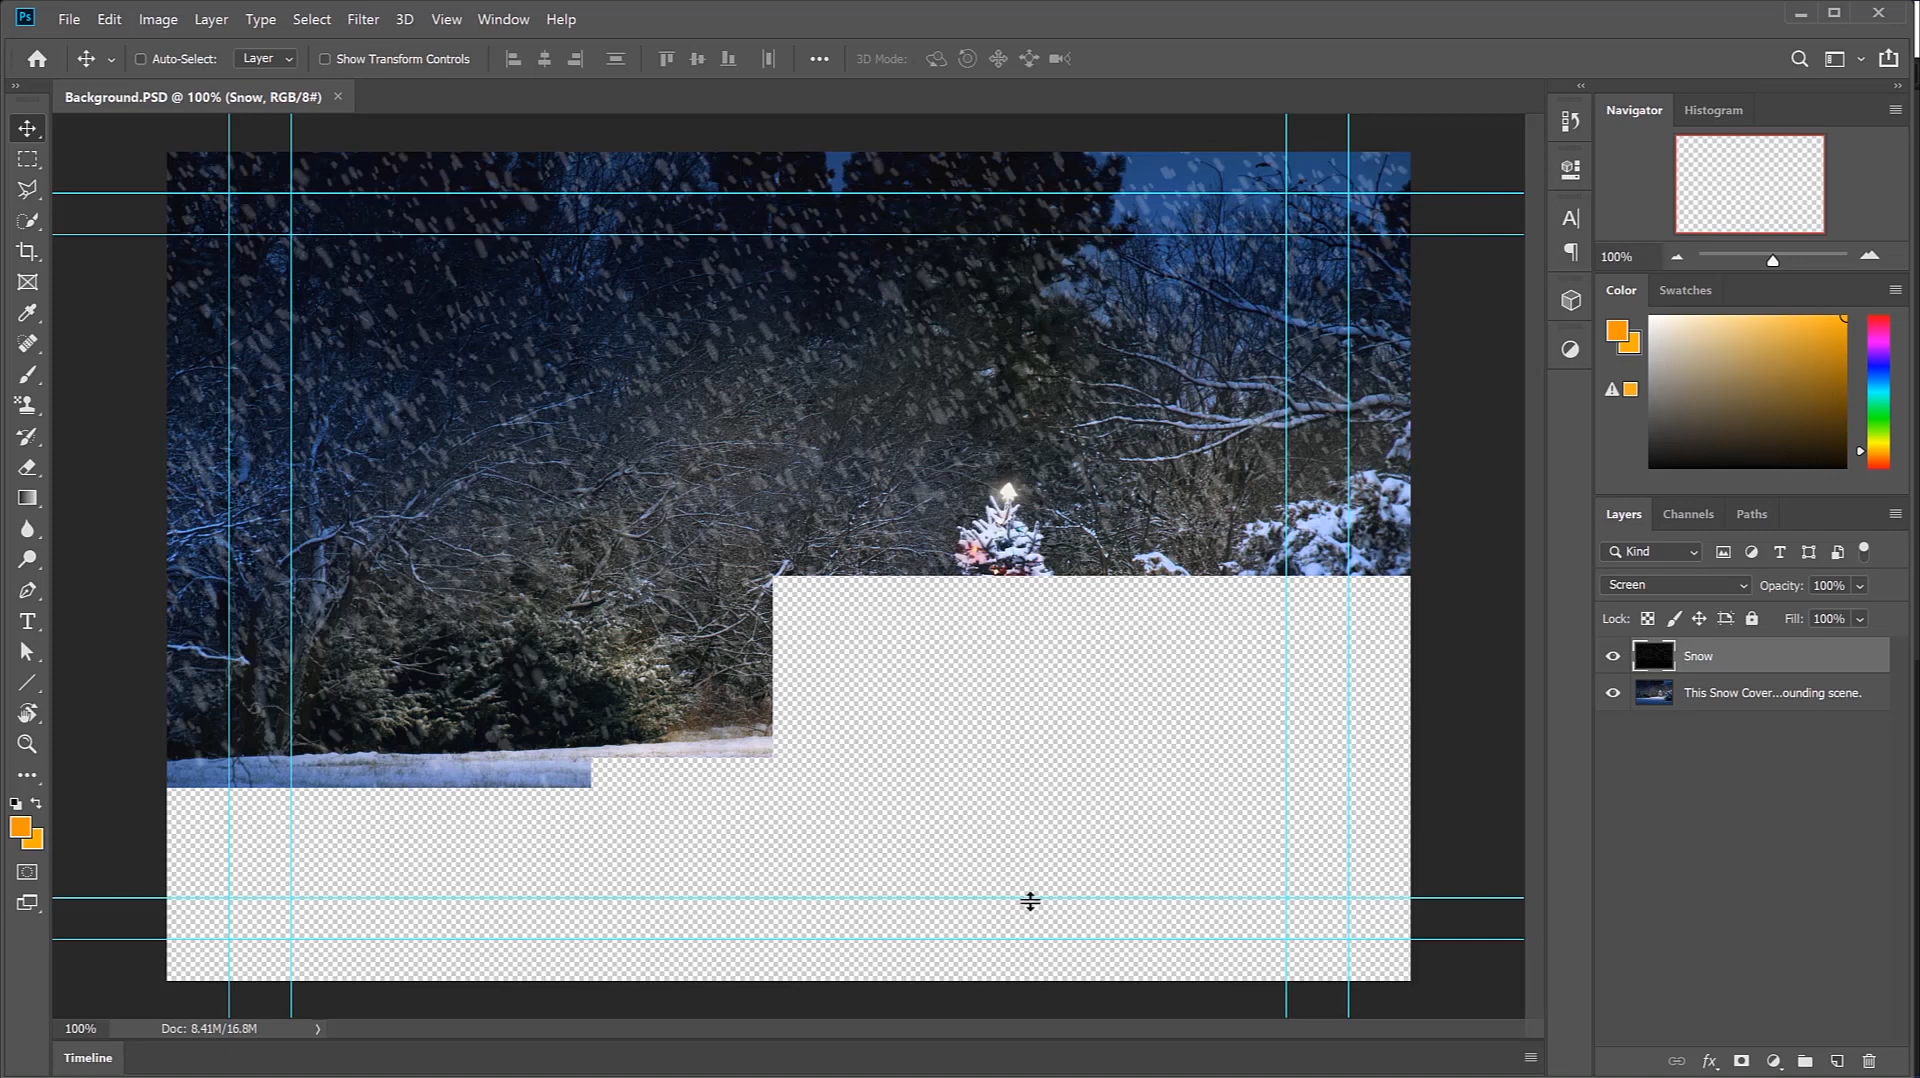 Ps File Edit Image Layer Type Select Filter 3D View Window Help
Auto-Select: Layer Show Transform Controls 3D Mode:
Background.PSD @ 100% (Snow, RGB/8#)
Navigator Histogram
100%
Color Swatches
Layers Channels Paths
Kind
Screen Opacity: 100%
Lock: Fill: 100%
Snow
This Snow Cover...ounding scene.
100% Doc: 8.41M/16.8M
Timeline